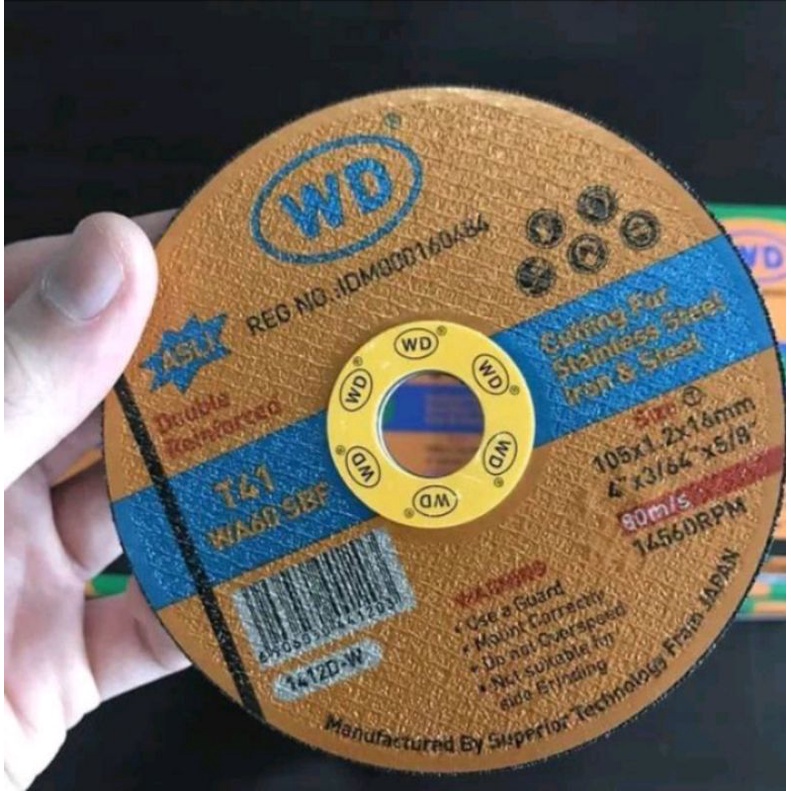 WD®
REG NO.:IDM000160484
ASLI
Double
Reinforced
Cutting For
Stainless Steel
Iron & Steel
T41
WA60 SBF
WD®
WD®
WD
WD
WD
WD®
Size
105x1.2x16mm
4"x3/64"x5/8"
80m/s
14560RPM
WARNING
• Use a Guard
• Mount Correctly
• Do not Overspeed
• Not suitable for
side Grinding
1412D-W
Manufactured By Superior Technology From JAPAN
WD